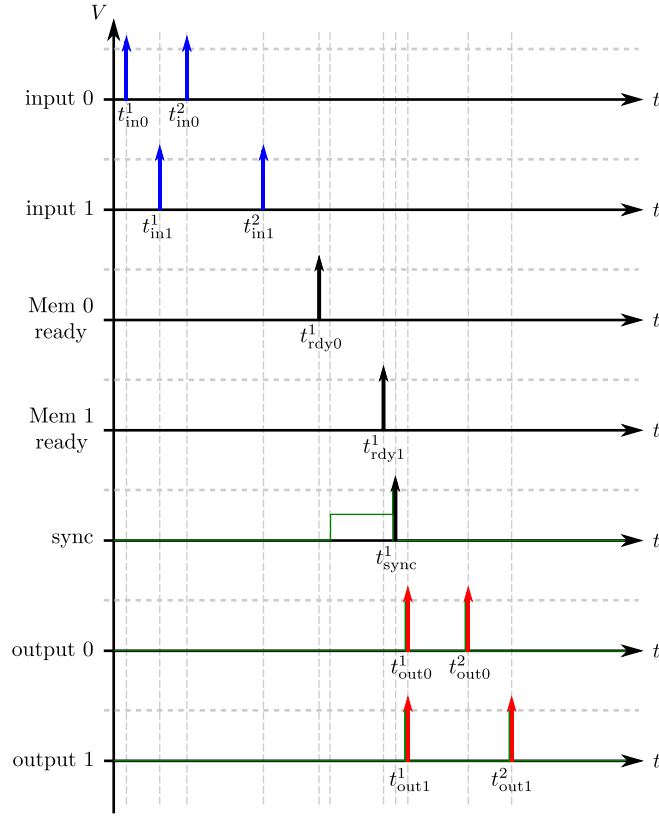 V
input 0
t
t¹in0 t²in0
input 1
t
t¹in1 t²in1
Mem 0
ready
t
t¹rdy0
Mem 1
ready
t
t¹rdy1
sync
t
t¹sync
output 0
t
t¹out0 t²out0
output 1
t
t¹out1 t²out1